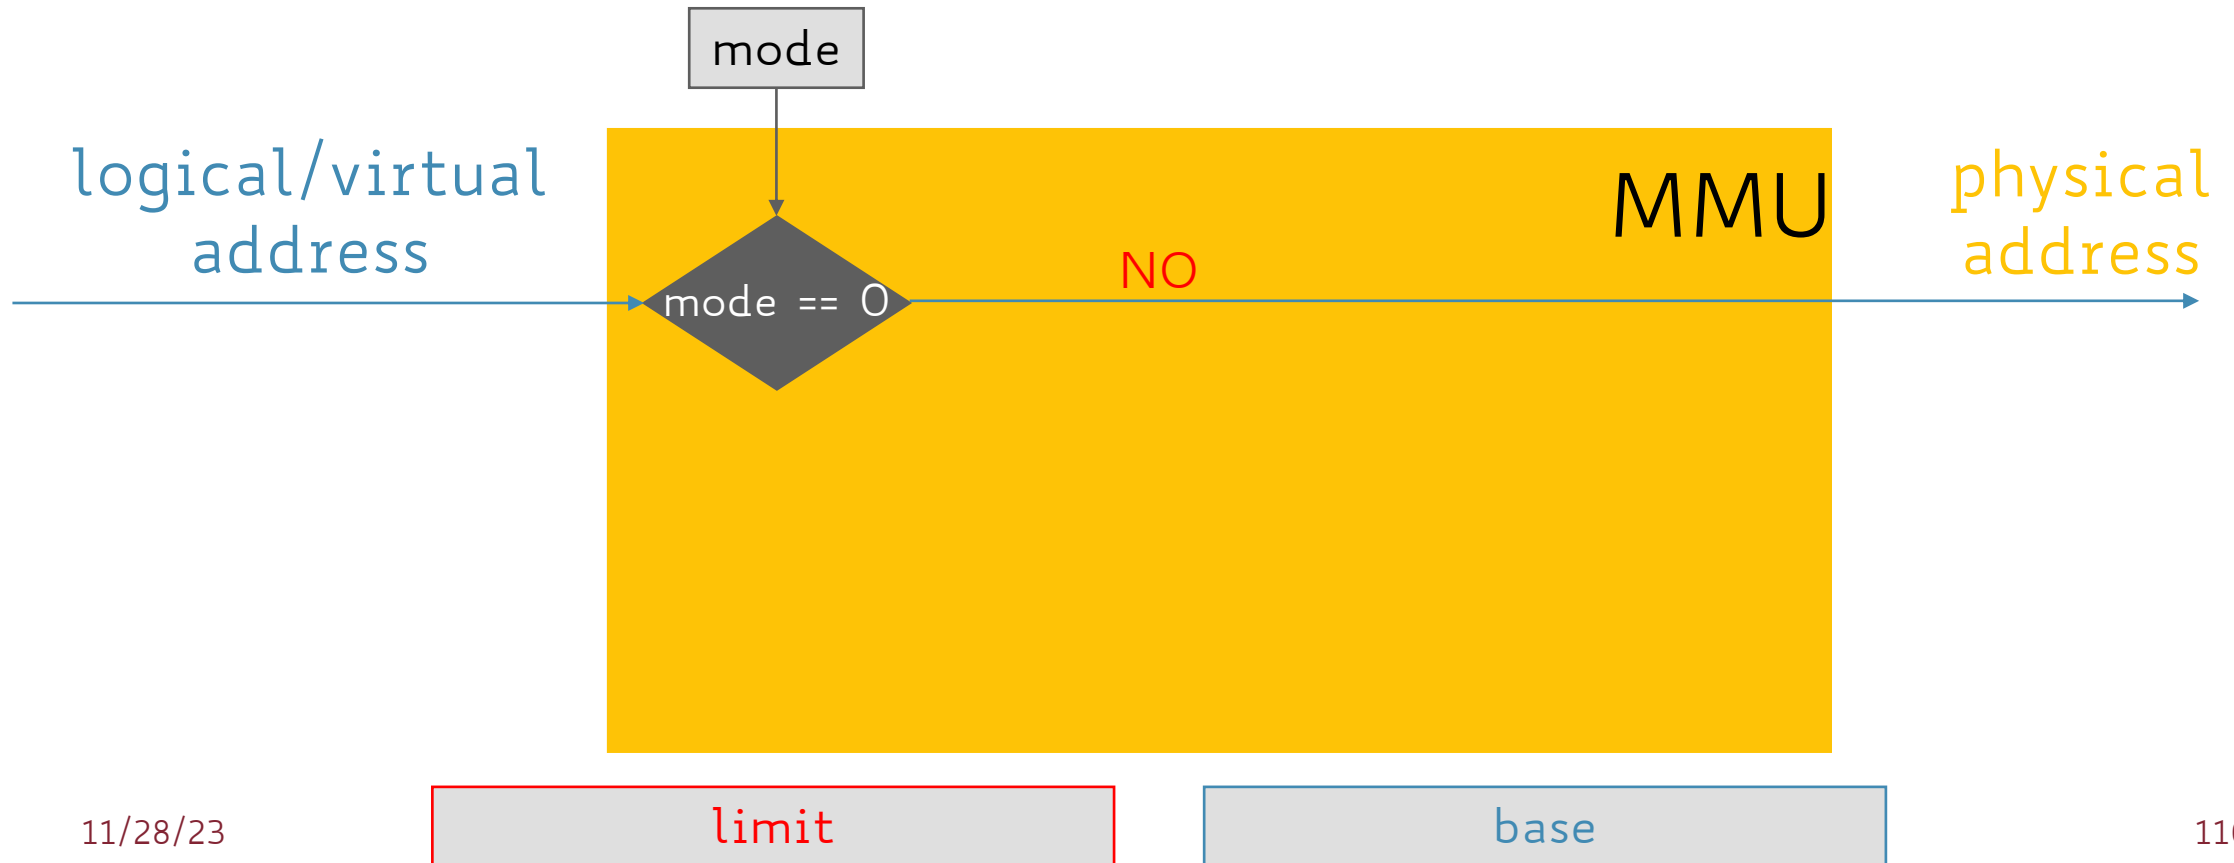 mode
logical/virtual
address
MMU
physical
address
NO
mode == 0
limit
base
11/28/23